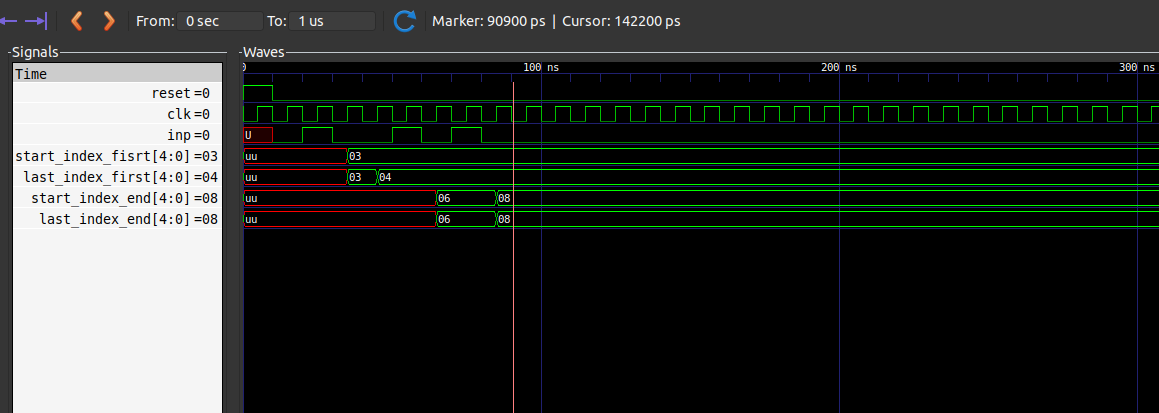 From: 0 sec To: 1 us Marker: 90900 ps | Cursor: 142200 ps
Signals Waves
Time 0 100 ns 200 ns 300 ns
reset=0
clk=0
inp=0 U
start_index_fisrt[4:0]=03 uu 03
last_index_first[4:0]=04 uu 03 04
start_index_end[4:0]=08 uu 06 08
last_index_end[4:0]=08 uu 06 08